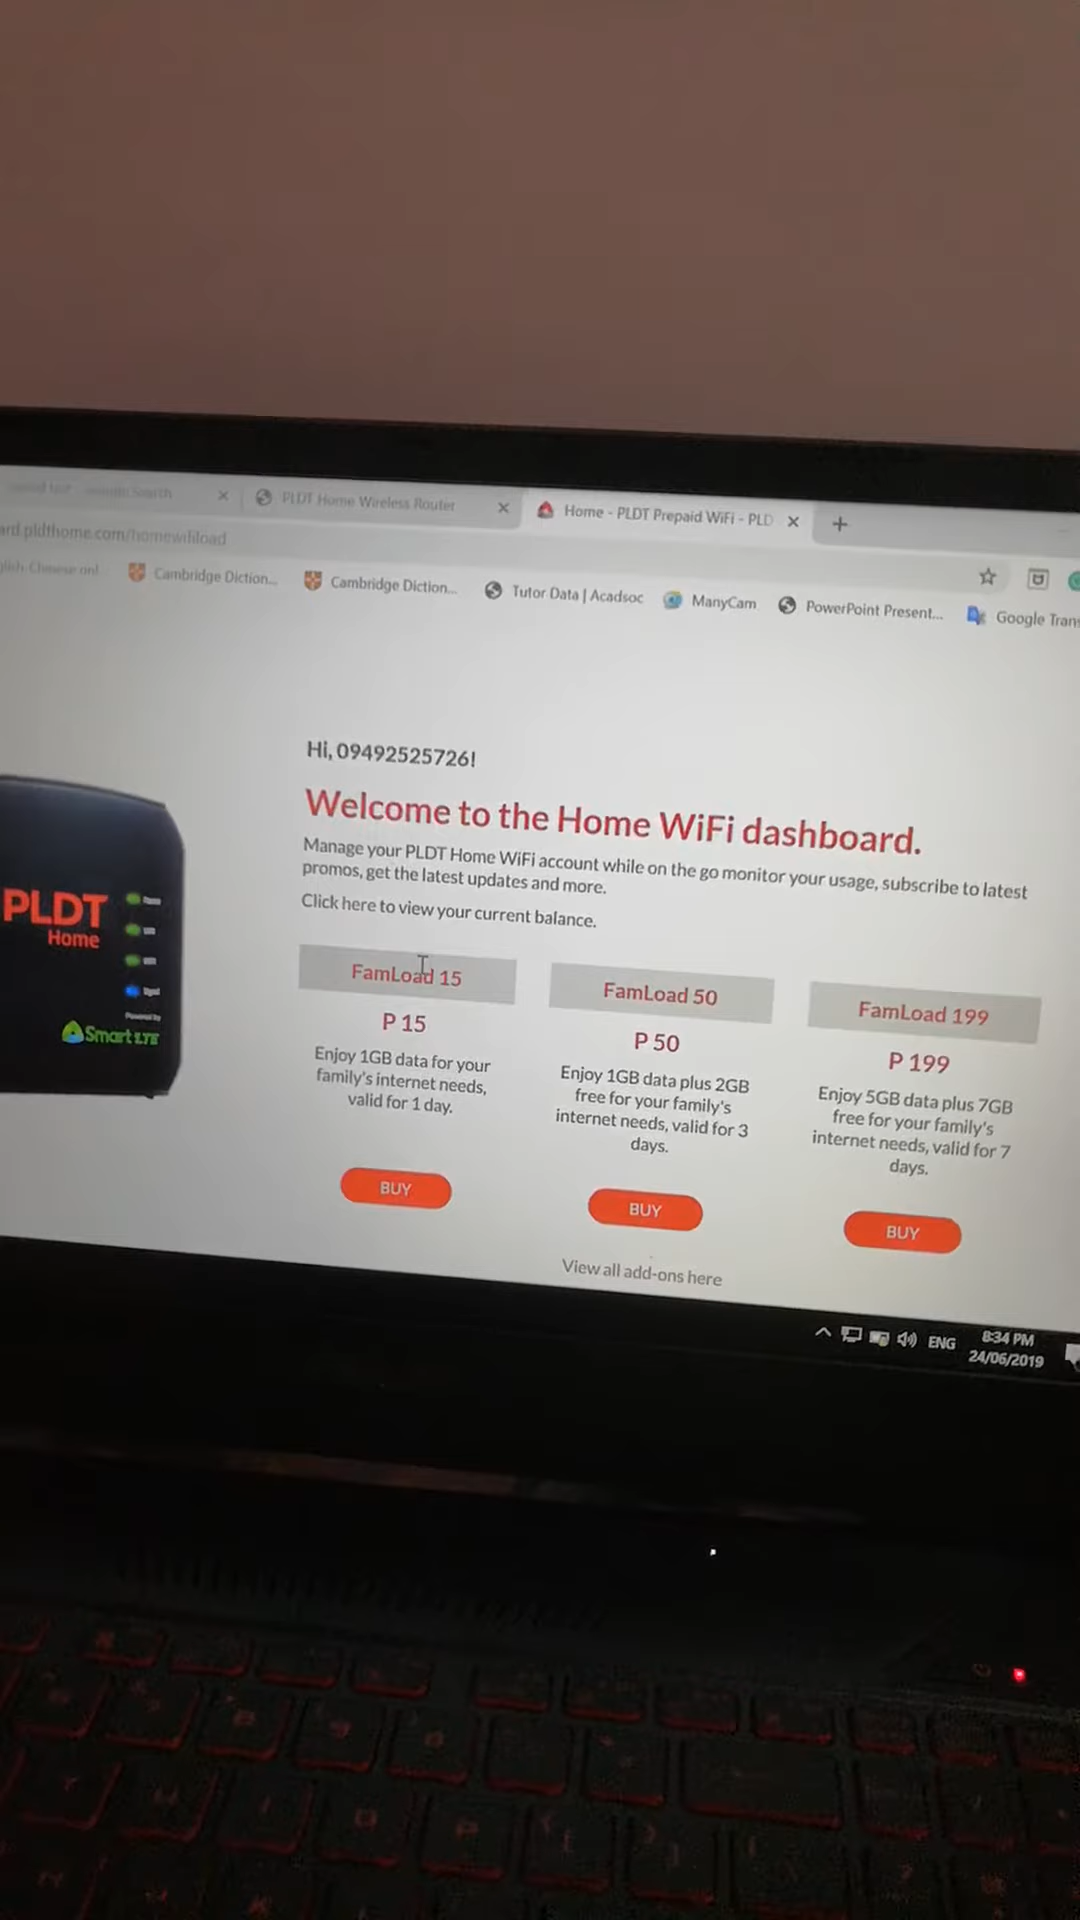 PLDT Home Wireless Router
Home - PLDT Prepaid WiFi - PLD
ard.pldthome.com/homewifiload
Cambridge Diction...
Cambridge Diction...
Tutor Data | Acadsoc
ManyCam
PowerPoint Present...
Google Trans
Hi, 09492525726!
Welcome to the Home WiFi dashboard.
Manage your PLDT Home WiFi account while on the go monitor your usage, subscribe to latest
promos, get the latest updates and more.
Click here to view your current balance.
PLDT
Home
Powered by
Smart LTE
FamLoad 15
P 15
Enjoy 1GB data for your
family's internet needs,
valid for 1 day.
BUY
FamLoad 50
P 50
Enjoy 1GB data plus 2GB
free for your family's
internet needs, valid for 3
days.
BUY
FamLoad 199
P 199
Enjoy 5GB data plus 7GB
free for your family's
internet needs, valid for 7
days.
BUY
View all add-ons here
ENG
8:34 PM
24/06/2019